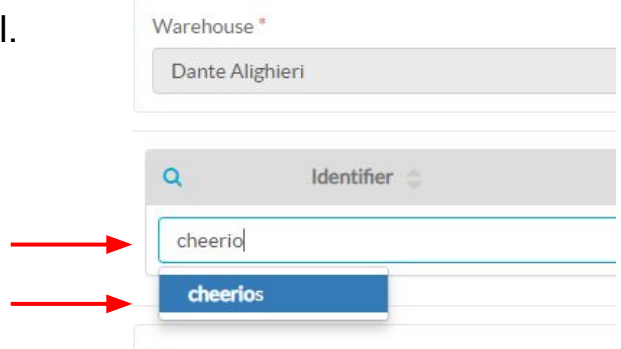 l.
Warehouse *
Dante Alighieri
Identifier
cheerio
cheerios